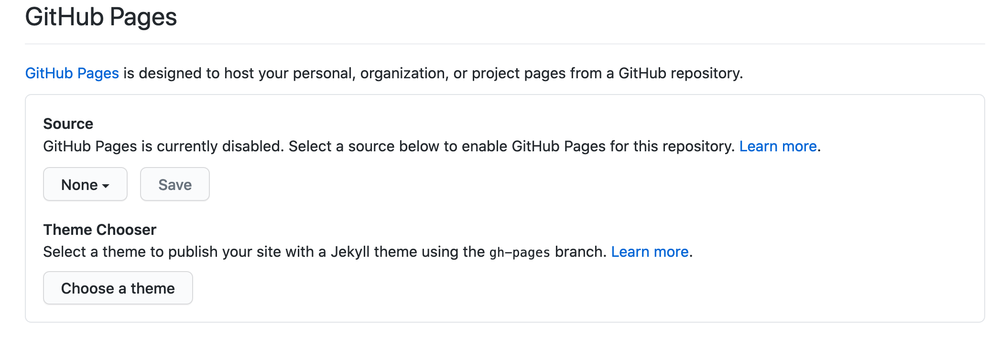 GitHub Pages
GitHub Pages is designed to host your personal, organization, or project pages from a GitHub repository.
Source
GitHub Pages is currently disabled. Select a source below to enable GitHub Pages for this repository. Learn more.
None Save
Theme Chooser
Select a theme to publish your site with a Jekyll theme using the gh-pages branch. Learn more.
Choose a theme